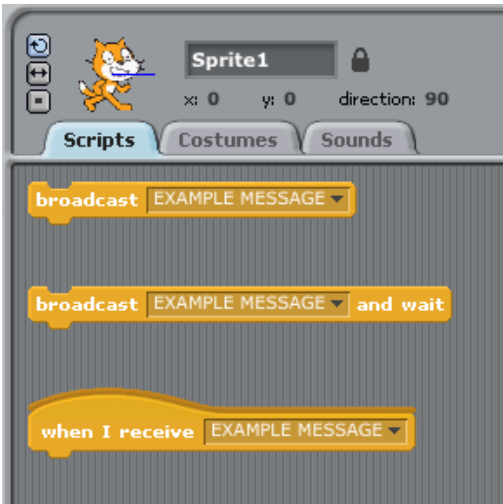 Sprite1
x: 0 y: 0 direction: 90
Scripts Costumes Sounds
broadcast EXAMPLE MESSAGE
broadcast EXAMPLE MESSAGE and wait
when I receive EXAMPLE MESSAGE